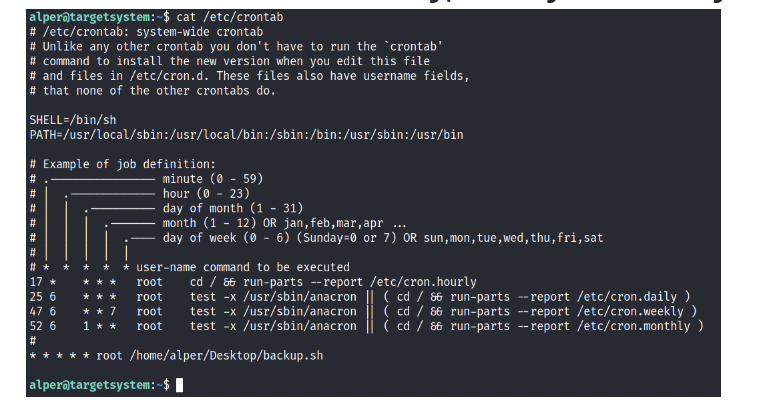 alper@targetsystem:~$ cat /etc/crontab
# /etc/crontab: system-wide crontab
# Unlike any other crontab you don't have to run the `crontab'
# command to install the new version when you edit this file
# and files in /etc/cron.d. These files also have username fields,
# that none of the other crontabs do.

SHELL=/bin/sh
PATH=/usr/local/sbin:/usr/local/bin:/sbin:/bin:/usr/sbin:/usr/bin

# Example of job definition:
# .---------------- minute (0 - 59)
# |  .------------- hour (0 - 23)
# |  |  .---------- day of month (1 - 31)
# |  |  |  .------- month (1 - 12) OR jan,feb,mar,apr ...
# |  |  |  |  .---- day of week (0 - 6) (Sunday=0 or 7) OR sun,mon,tue,wed,thu,fri,sat
# |  |  |  |  |
# *  *  *  *  * user-name command to be executed
17 *    * * *   root    cd / && run-parts --report /etc/cron.hourly
25 6    * * *   root    test -x /usr/sbin/anacron || ( cd / && run-parts --report /etc/cron.daily )
47 6    * * 7   root    test -x /usr/sbin/anacron || ( cd / && run-parts --report /etc/cron.weekly )
52 6    1 * *   root    test -x /usr/sbin/anacron || ( cd / && run-parts --report /etc/cron.monthly )
#
* * * * * root /home/alper/Desktop/backup.sh

alper@targetsystem:~$